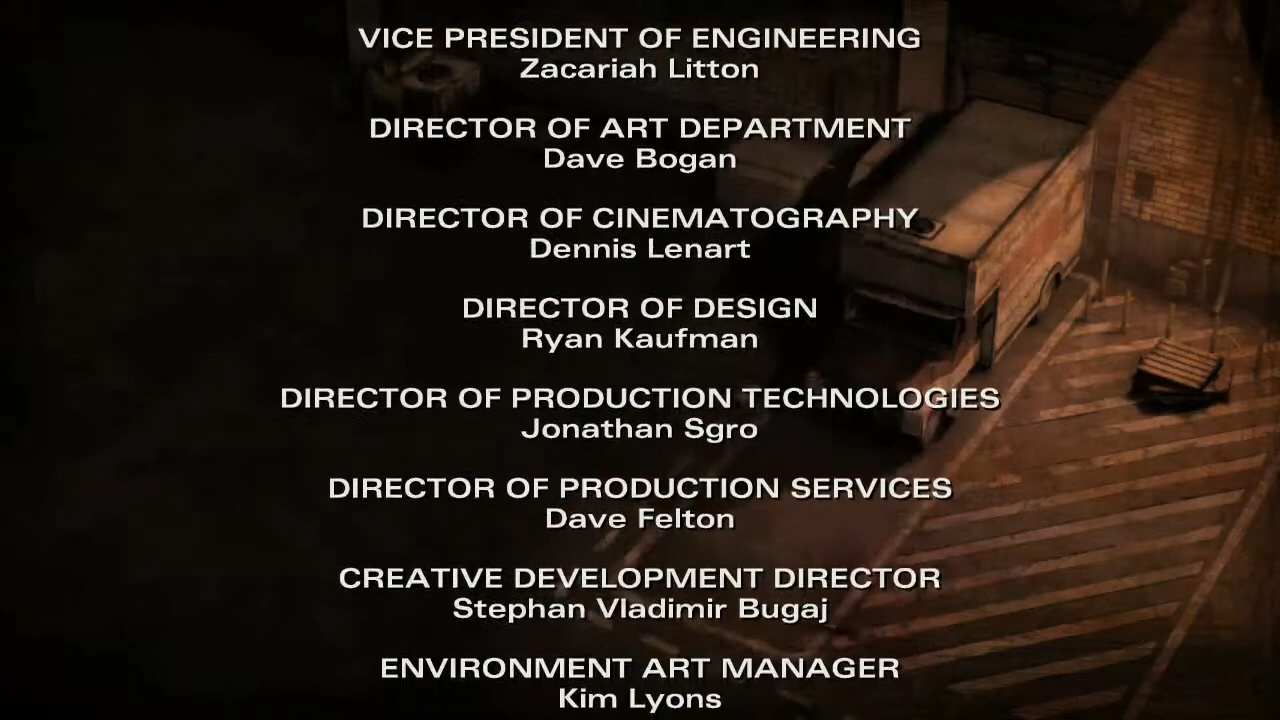 VICE PRESIDENT OF ENGINEERING
Zacariah Litton
DIRECTOR OF ART DEPARTMENT
Dave Bogan
DIRECTOR OF CINEMATOGRAPHY
Dennis Lenart
DIRECTOR OF DESIGN
Ryan Kaufman
DIRECTOR OF PRODUCTION TECHNOLOGIES
Jonathan Sgro
DIRECTOR OF PRODUCTION SERVICES
Dave Felton
CREATIVE DEVELOPMENT DIRECTOR
Stephan Vladimir Bugaj
ENVIRONMENT ART MANAGER
Kim Lyons